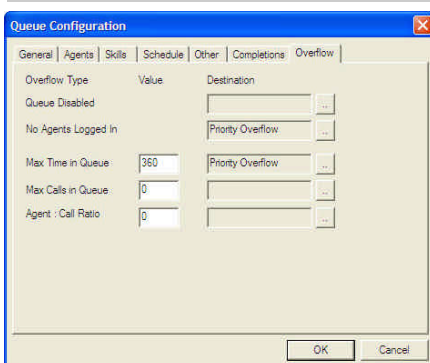 Queue Configuration
General Agents Skills Schedule Other Completions Overflow
Overflow Type Value Destination
Queue Disabled ..
No Agents Logged In Priority Overflow ..
Max Time in Queue 360 Priority Overflow ..
Max Calls in Queue 0 ..
Agent : Call Ratio 0 ..
OK Cancel